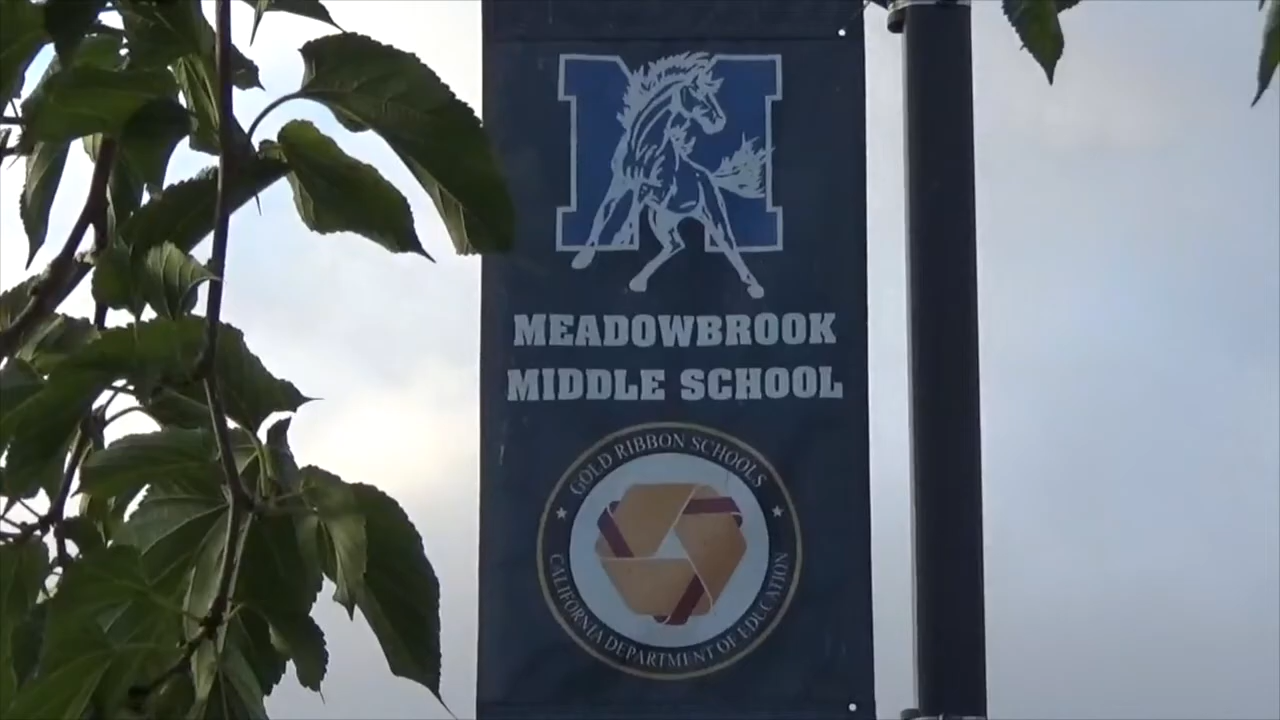 M
MEADOWBROOK
MIDDLE SCHOOL
GOLD RIBBON SCHOOLS
CALIFORNIA DEPARTMENT OF EDUCATION